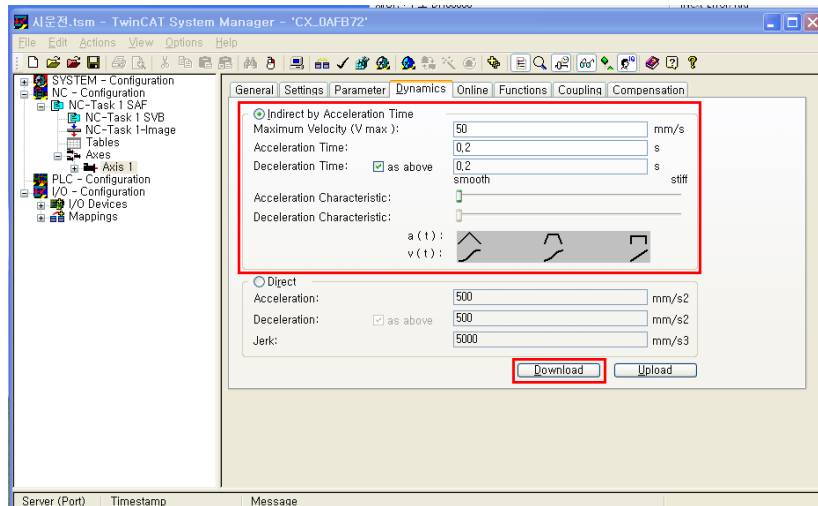 시운전.tsm - TwinCAT System Manager - 'CX_0AFB72'
File Edit Actions View Options Help
SYSTEM - Configuration
NC - Configuration
NC-Task 1 SAF
NC-Task 1 SVB
NC-Task 1-Image
Tables
Axes
Axis 1
PLC - Configuration
I/O - Configuration
I/O Devices
Mappings
General Settings Parameter Dynamics Online Functions Coupling Compensation
Indirect by Acceleration Time
Maximum Velocity (V max ): 50 mm/s
Acceleration Time: 0,2 s
Deceleration Time: as above 0,2 s
smooth stiff
Acceleration Characteristic:
Deceleration Characteristic:
a ( t ) :
v ( t ) :
Direct
Acceleration: 500 mm/s2
Deceleration: as above 500 mm/s2
Jerk: 5000 mm/s3
Download Upload
Server (Port) Timestamp Message